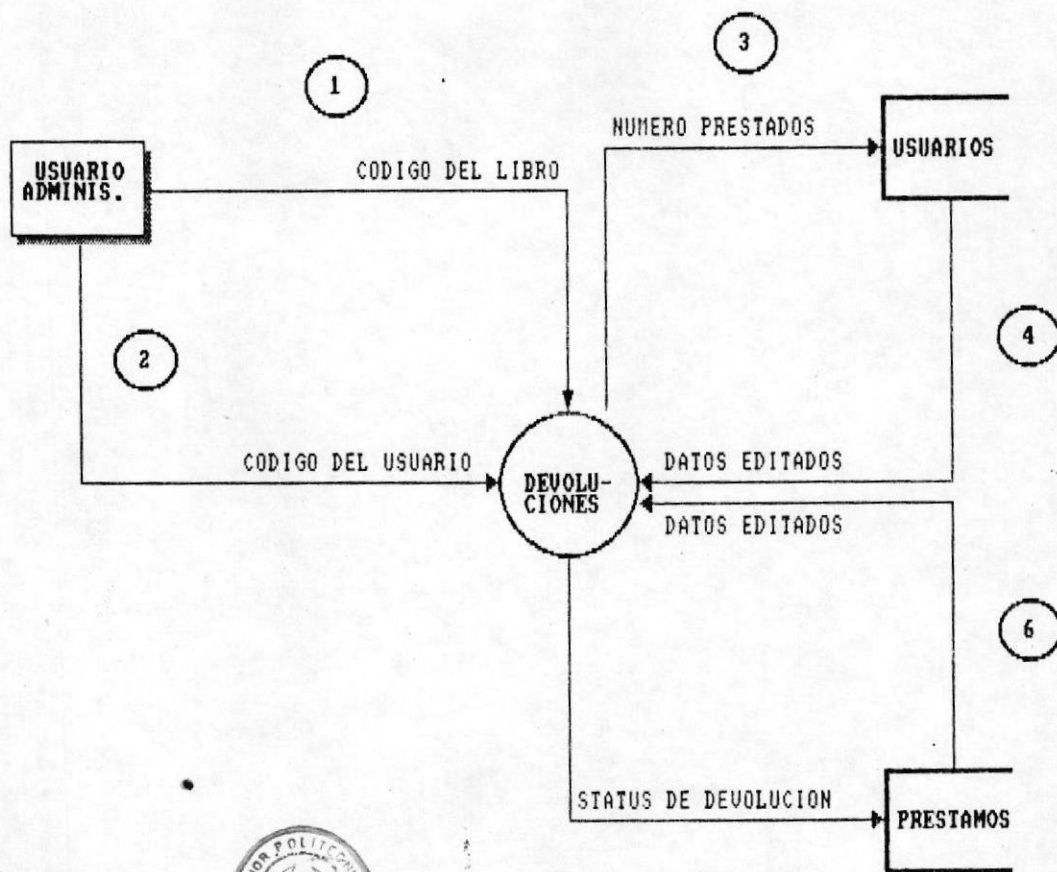 3
1
NUMERO PRESTADOS
USUARIOS
USUARIO
ADMINIS.
CODIGO DEL LIBRO
4
2
CODIGO DEL USUARIO
DATOS EDITADOS
DEVOLU-
CIONES
DATOS EDITADOS
6
STATUS DE DEVOLUCION
PRESTAMOS